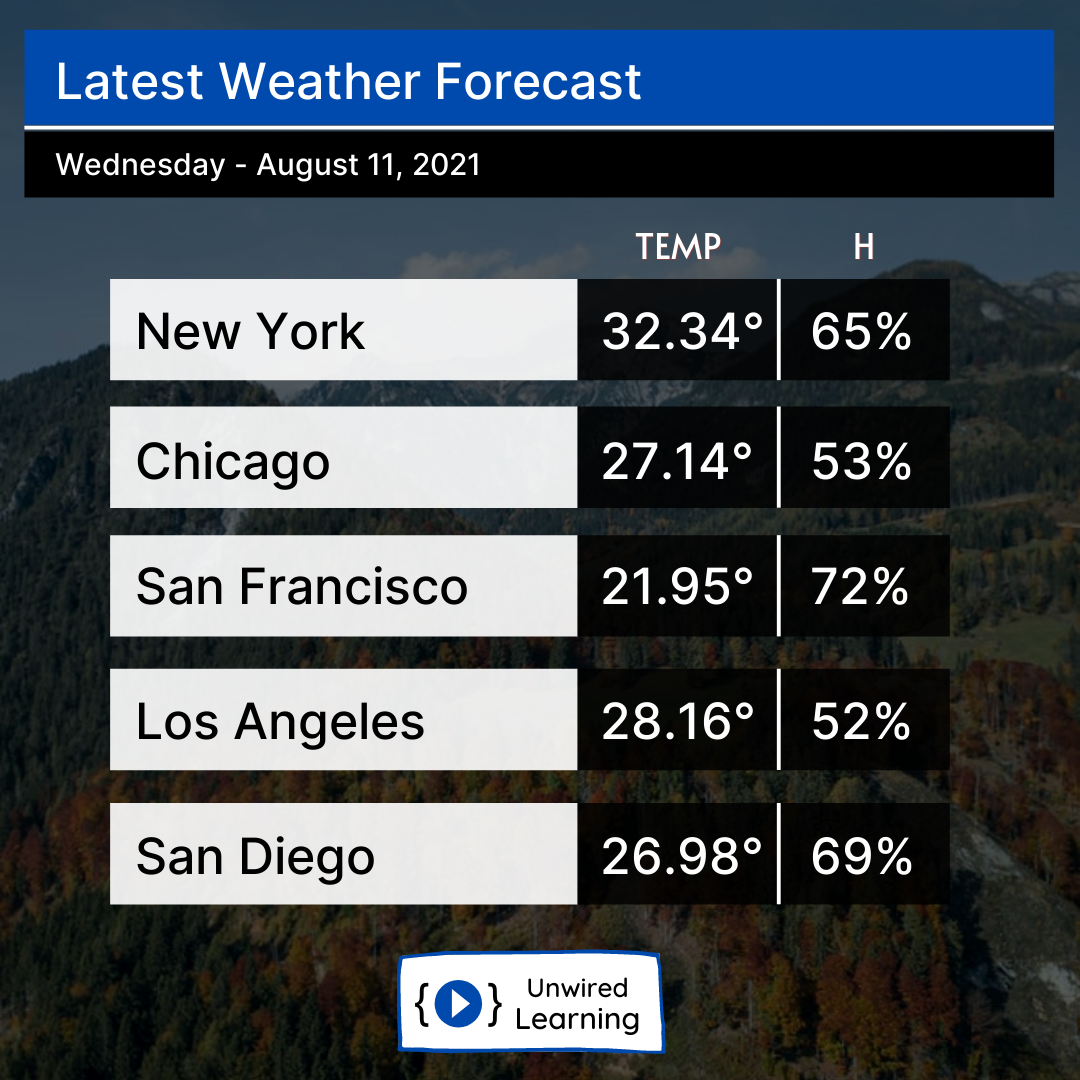 Latest Weather Forecast
Wednesday - August 11, 2021
TEMP H
New York 32.34° 65%
Chicago 27.14° 53%
San Francisco 21.95° 72%
Los Angeles 28.16° 52%
San Diego 26.98° 69%
{ } Unwired
Learning